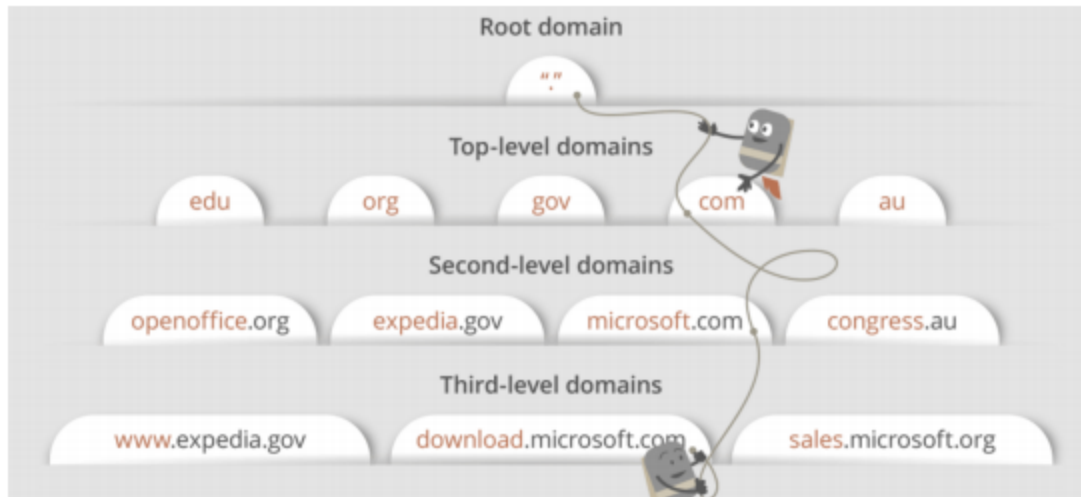 Root domain
“.”
Top-level domains
edu org gov com au
Second-level domains
openoffice.org expedia.gov microsoft.com congress.au
Third-level domains
www.expedia.gov download.microsoft.com sales.microsoft.org